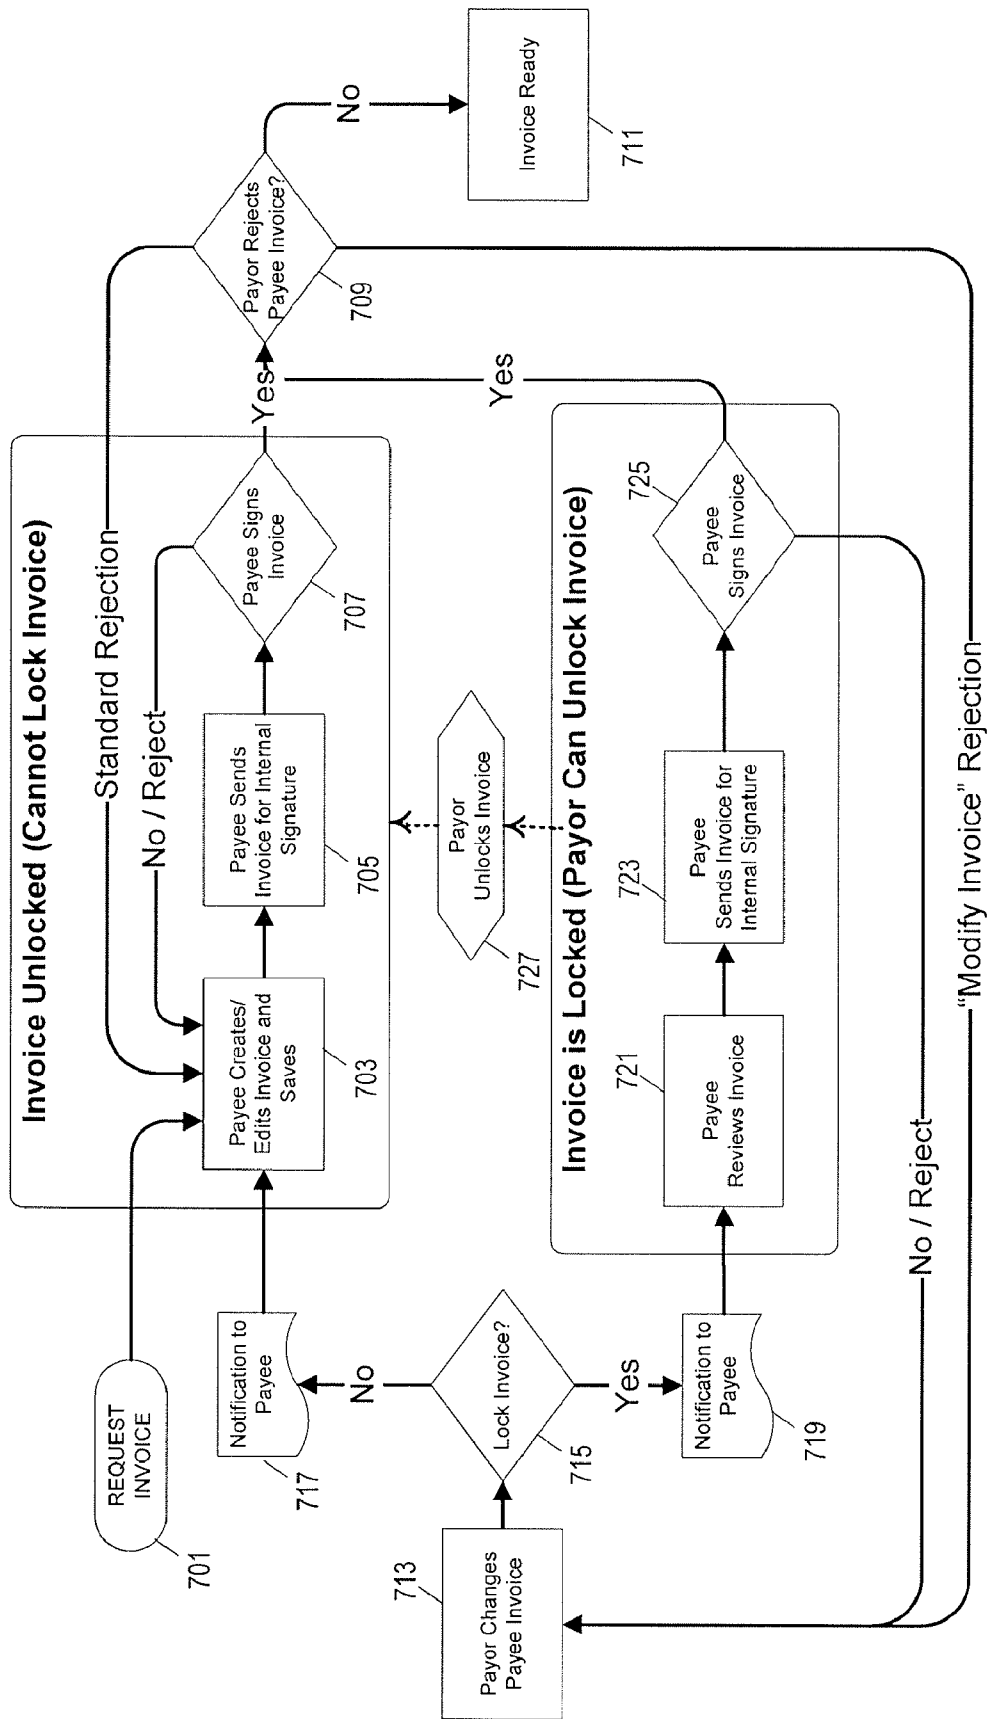 REQUEST
INVOICE
701
Invoice Unlocked (Cannot Lock Invoice)
Standard Rejection
No / Reject
Payee Creates/
Edits Invoice and
Saves
703
Payee Sends
Invoice for Internal
Signature
705
Payee Signs
Invoice
707
Yes
Payor Rejects
Payee Invoice?
709
No
Invoice Ready
711
Notification to
Payee
717
No
Payor Changes
Payee Invoice
713
Lock Invoice?
715
Yes
Notification to
Payee
719
Payor
Unlocks Invoice
727
Invoice is Locked (Payor Can Unlock Invoice)
Payee
Reviews Invoice
721
Payee
Sends Invoice for
Internal Signature
723
Payee
Signs Invoice
725
Yes
No / Reject
“Modify Invoice” Rejection